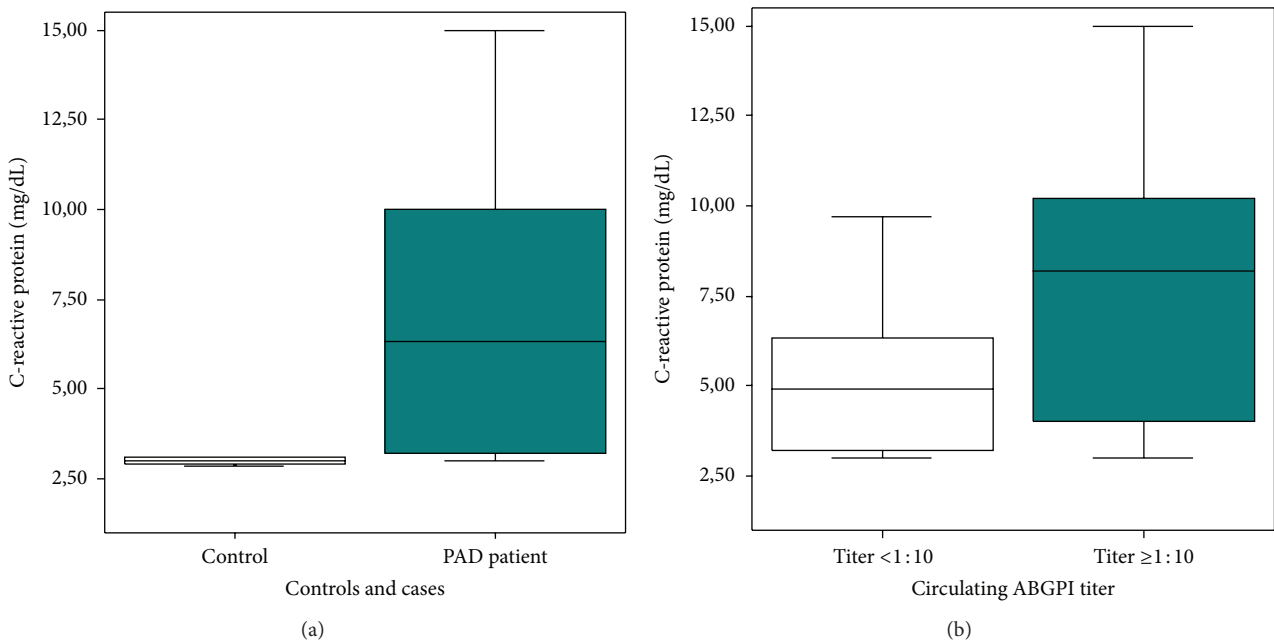 C-reactive protein (mg/dL)
15,00
12,50
10,00
7,50
5,00
2,50
Control
PAD patient
Controls and cases
(a)
C-reactive protein (mg/dL)
15,00
12,50
10,00
7,50
5,00
2,50
Titer <1 : 10
Titer ≥1 : 10
Circulating ABGPI titer
(b)